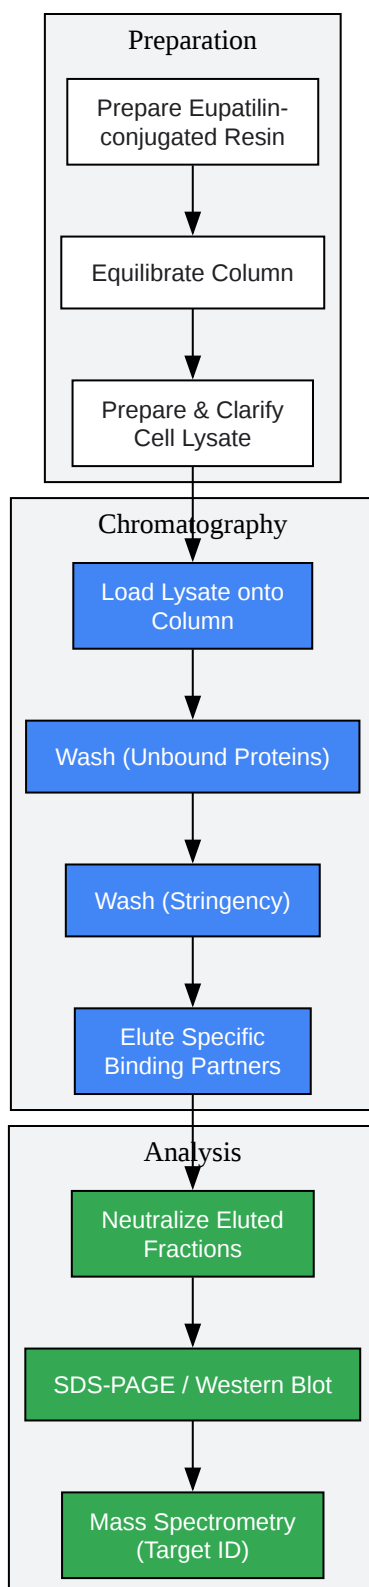 Preparation
Prepare Eupatilin-
conjugated Resin
Equilibrate Column
Prepare & Clarify
Cell Lysate
Chromatography
Load Lysate onto
Column
Wash (Unbound Proteins)
Wash (Stringency)
Elute Specific
Binding Partners
Analysis
Neutralize Eluted
Fractions
SDS-PAGE / Western Blot
Mass Spectrometry
(Target ID)